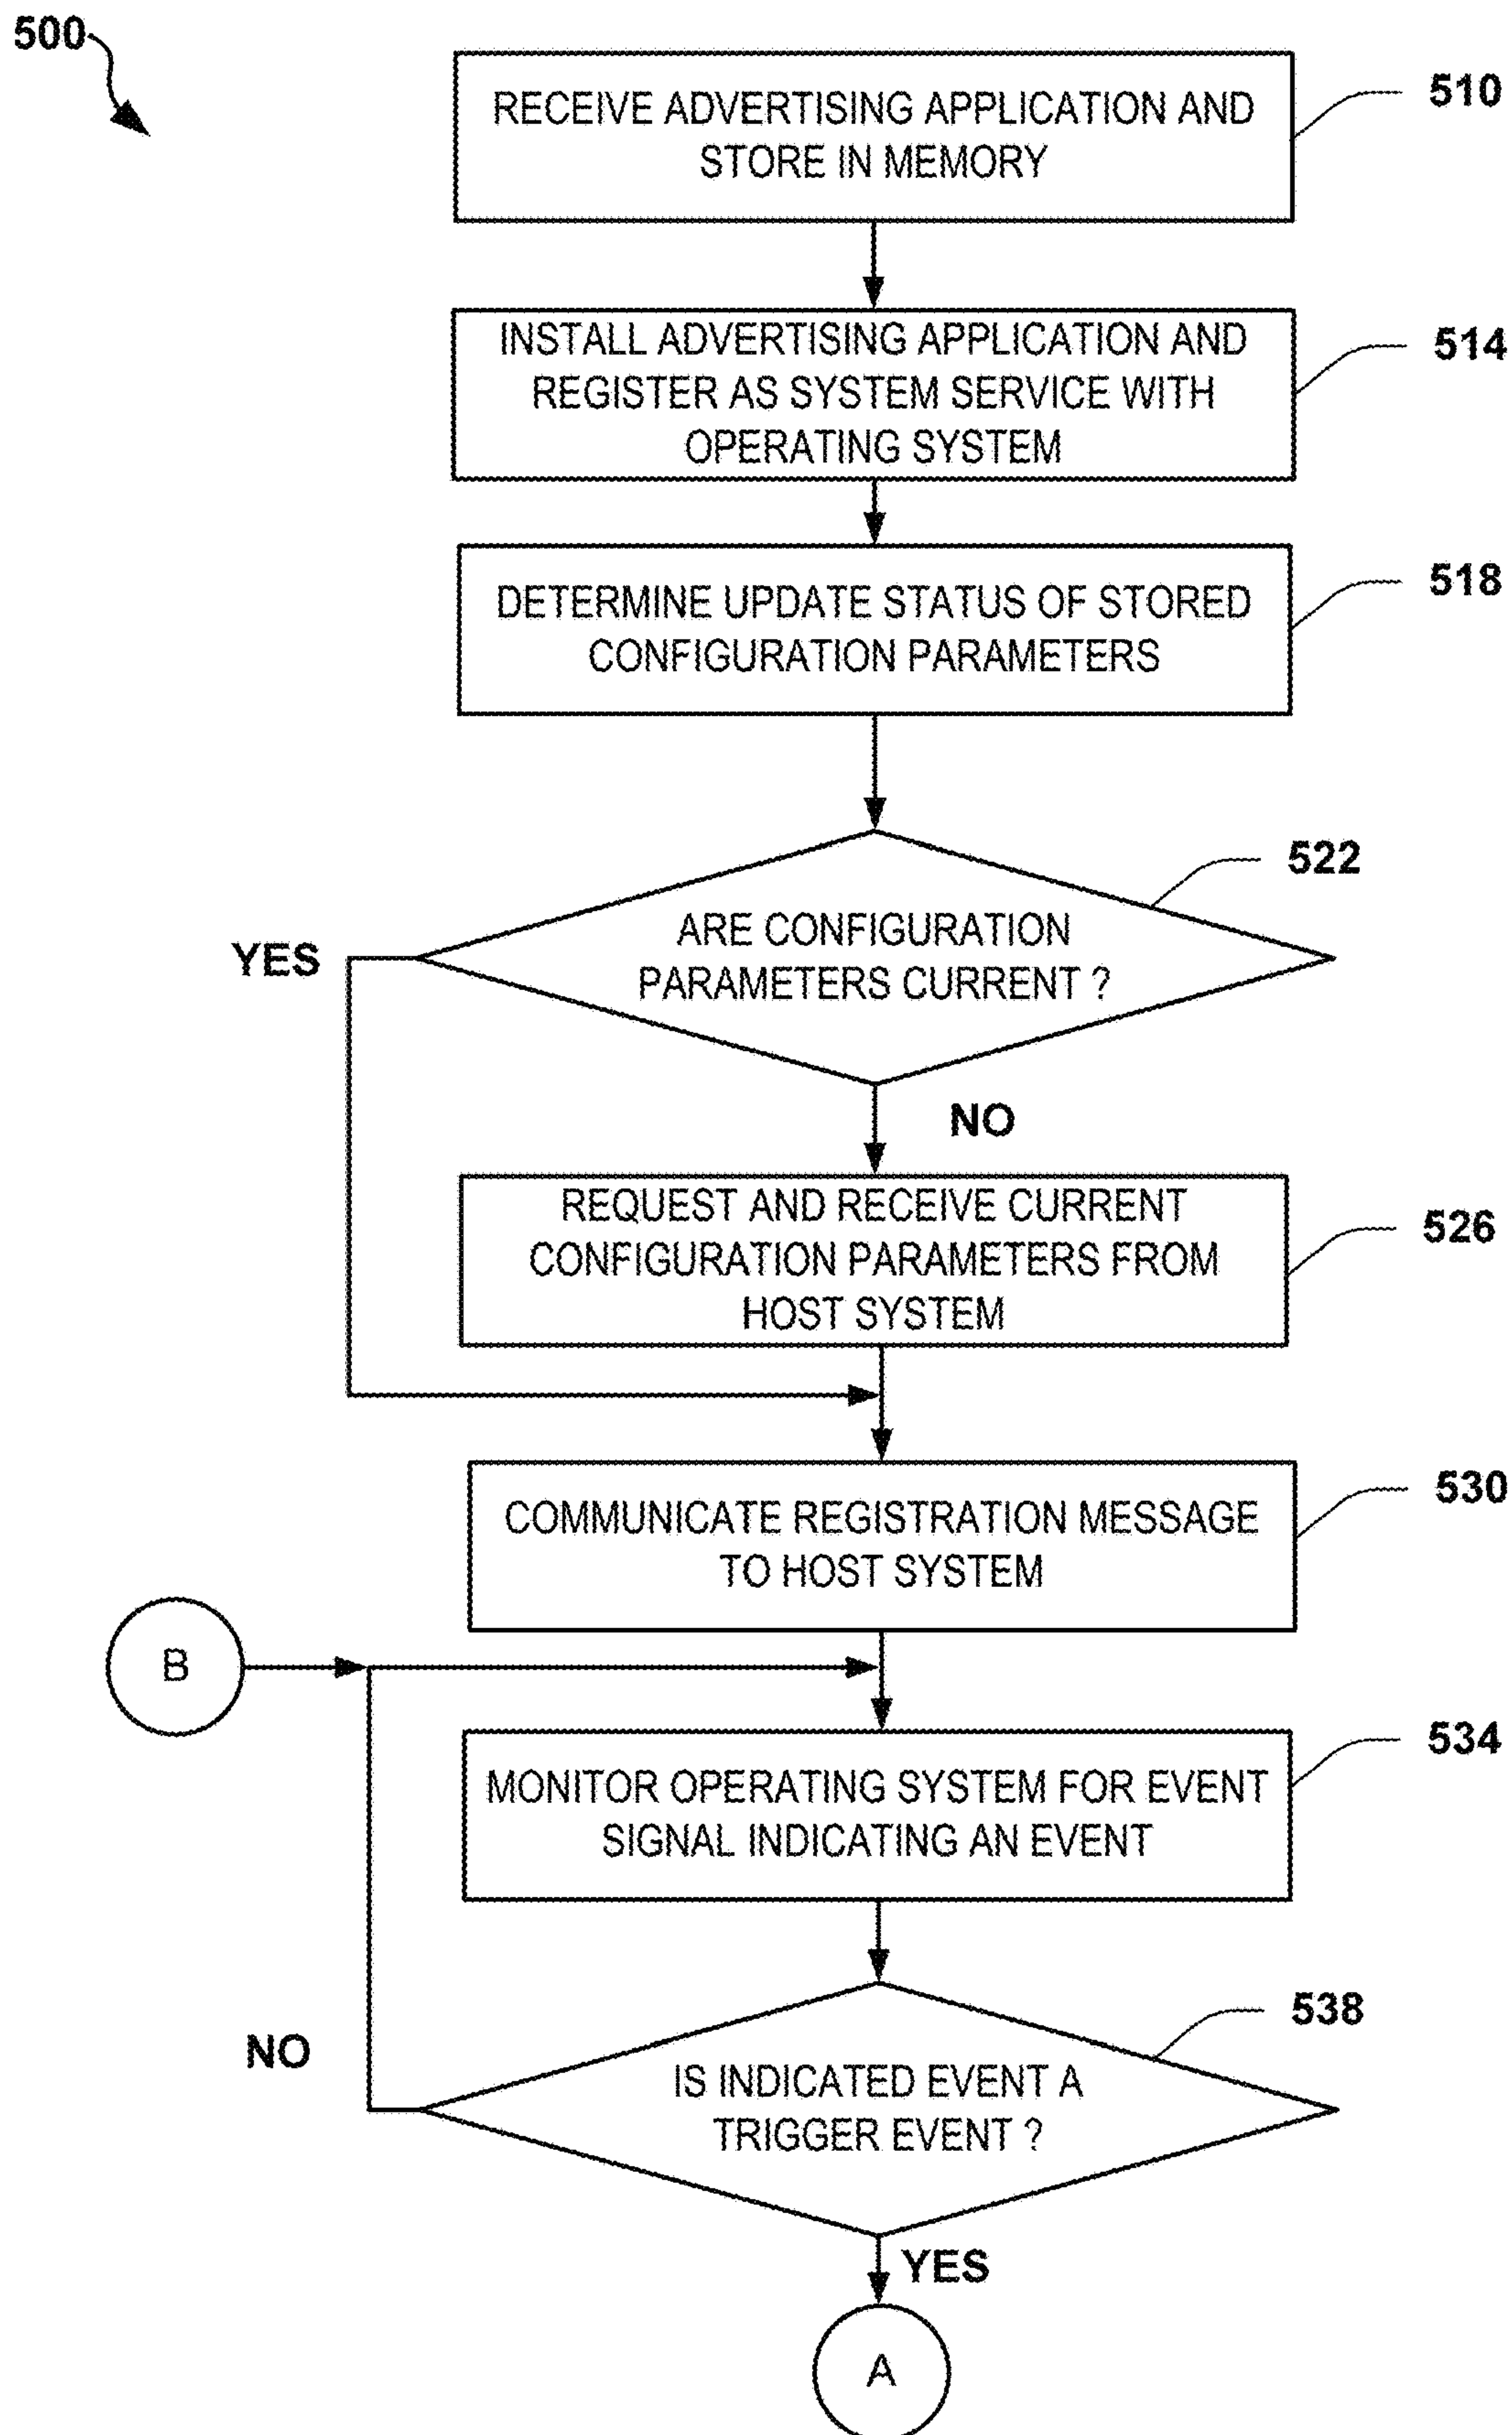 500
RECEIVE ADVERTISING APPLICATION AND
STORE IN MEMORY
510
INSTALL ADVERTISING APPLICATION AND
REGISTER AS SYSTEM SERVICE WITH
OPERATING SYSTEM
514
DETERMINE UPDATE STATUS OF STORED
CONFIGURATION PARAMETERS
518
522
ARE CONFIGURATION
PARAMETERS CURRENT ?
YES
NO
REQUEST AND RECEIVE CURRENT
CONFIGURATION PARAMETERS FROM
HOST SYSTEM
526
COMMUNICATE REGISTRATION MESSAGE
TO HOST SYSTEM
530
B
MONITOR OPERATING SYSTEM FOR EVENT
SIGNAL INDICATING AN EVENT
534
538
NO
IS INDICATED EVENT A
TRIGGER EVENT ?
YES
A